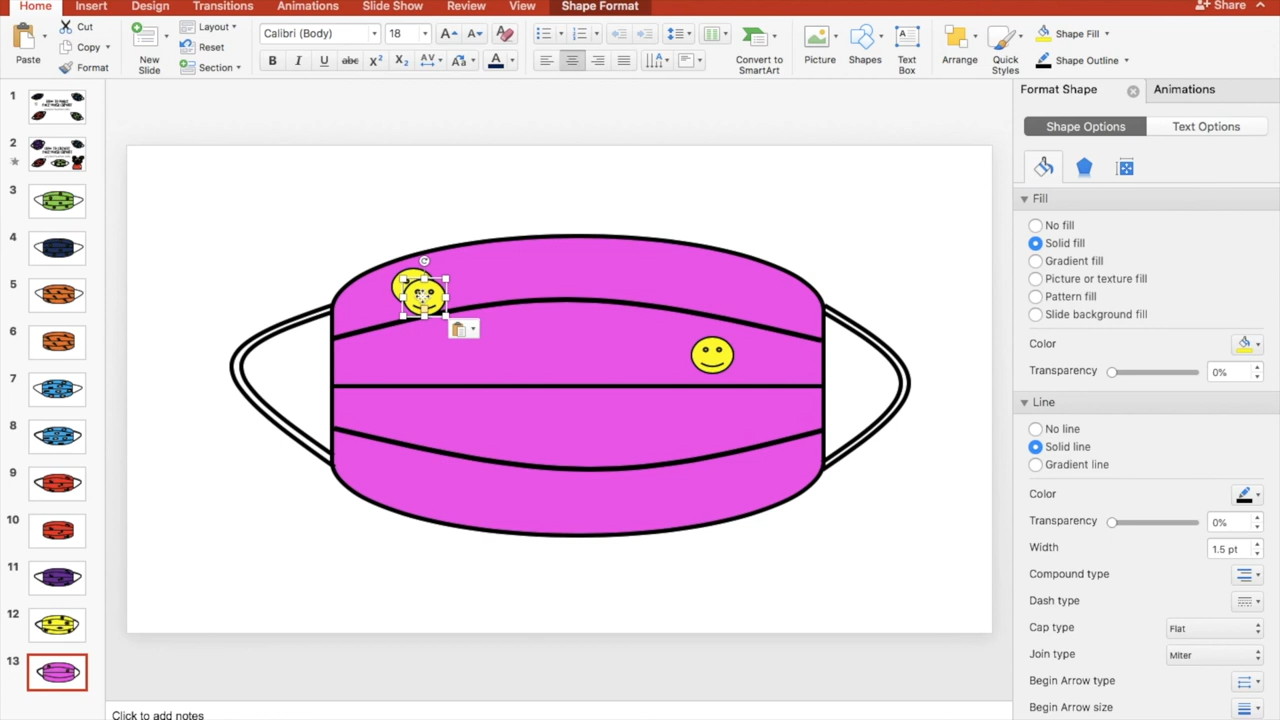 Home Insert Design Transitions Animations Slide Show Review View Shape Format Share
Paste
Cut
Copy
Format
New
Slide
Layout
Reset
Section
Calibri (Body) 18
B I U abc X² X₂ AV Aa A
Convert to
SmartArt
Picture
Shapes
Text
Box
Arrange
Quick
Styles
Shape Fill
Shape Outline
Format Shape Animations
Shape Options Text Options
Fill
No fill
Solid fill
Gradient fill
Picture or texture fill
Pattern fill
Slide background fill
Color
Transparency 0%
Line
No line
Solid line
Gradient line
Color
Transparency 0%
Width 1.5 pt
Compound type
Dash type
Cap type Flat
Join type Miter
Begin Arrow type
Begin Arrow size
1
2
3
4
5
6
7
8
9
10
11
12
13
Click to add notes